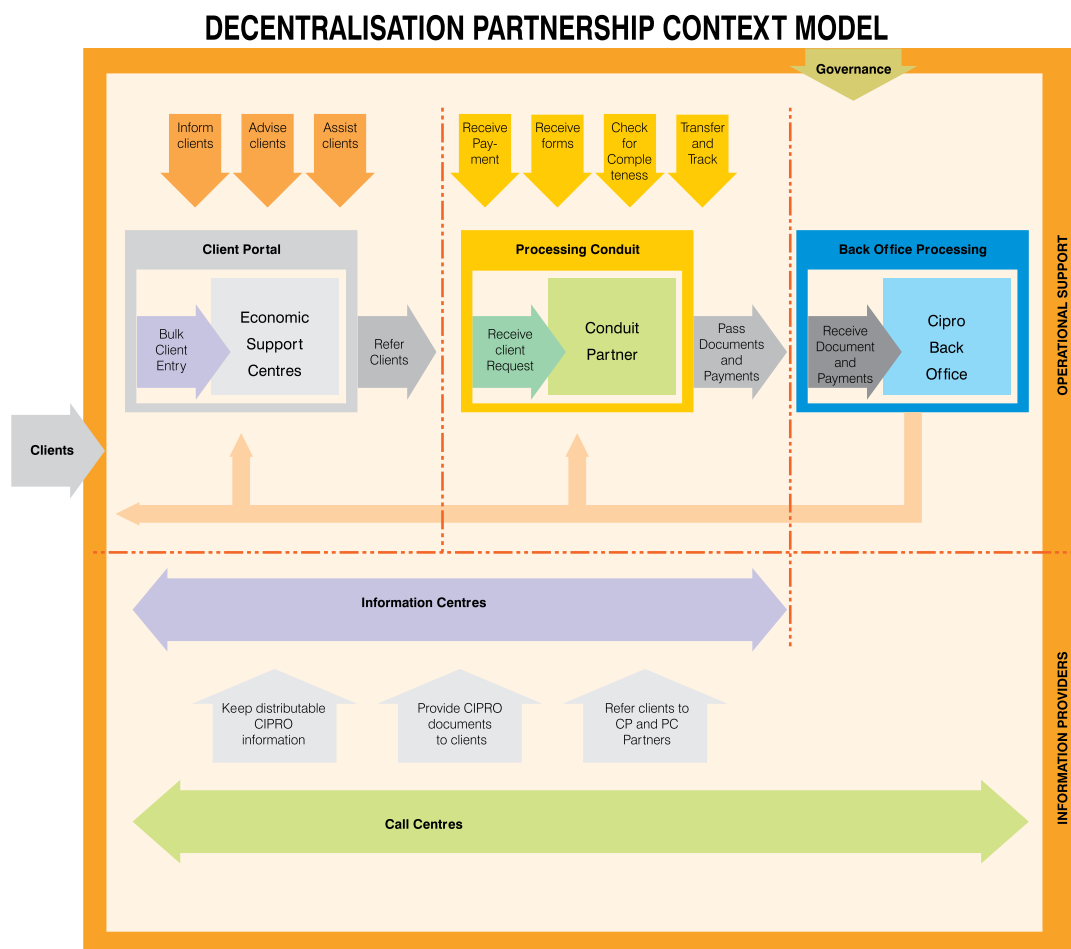 DECENTRALISATION PARTNERSHIP CONTEXT MODEL
Governance
Inform
clients
Advise
clients
Assist
clients
Receive
Pay-
ment
Receive
forms
Check
for
Comple
teness
Transfer
and
Track
Client Portal
Bulk
Client
Entry
Economic
Support
Centres
Refer
Clients
Processing Conduit
Receive
client
Request
Conduit
Partner
Pass
Documents
and
Payments
Back Office Processing
Receive
Document
and
Payments
Cipro
Back
Office
OPERATIONAL SUPPORT
Clients
Information Centres
Keep distributable
CIPRO
information
Provide CIPRO
documents
to clients
Refer clients to
CP and PC
Partners
INFORMATION PROVIDERS
Call Centres